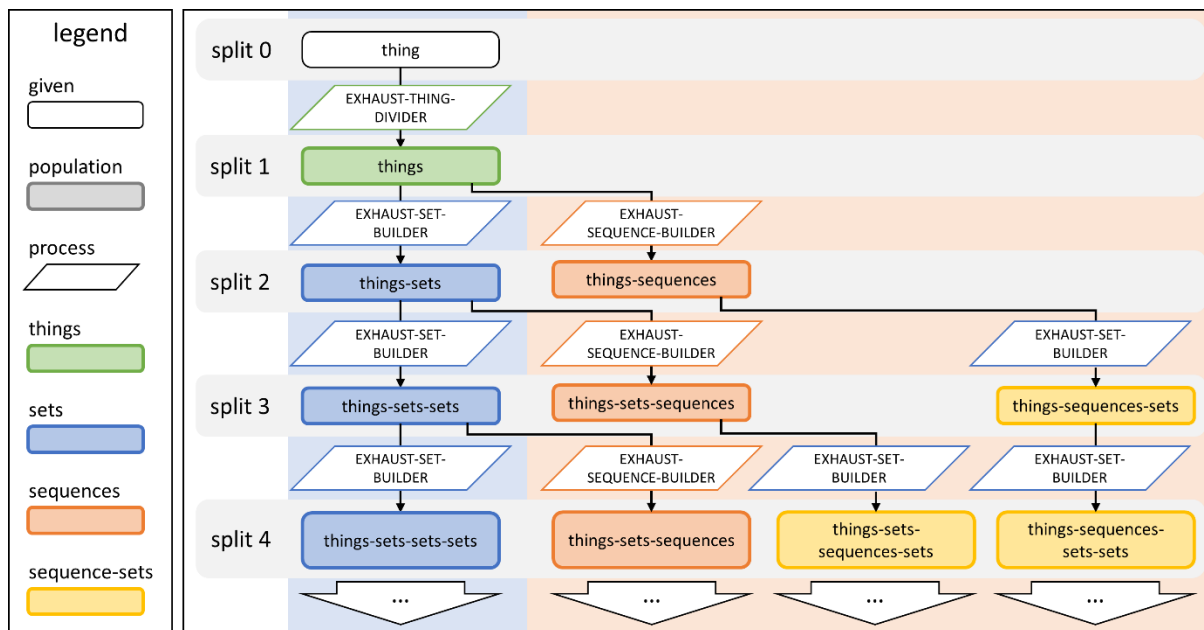 legend
given
population
process
things
sets
sequences
sequence-sets
split 0
thing
EXHAUST-THING-
DIVIDER
split 1
things
EXHAUST-SET-
BUILDER
EXHAUST-
SEQUENCE-BUILDER
split 2
things-sets
things-sequences
EXHAUST-SET-
BUILDER
EXHAUST-
SEQUENCE-BUILDER
EXHAUST-SET-
BUILDER
split 3
things-sets-sets
things-sets-sequences
things-sequences-sets
EXHAUST-SET-
BUILDER
EXHAUST-
SEQUENCE-BUILDER
EXHAUST-SET-
BUILDER
EXHAUST-SET-
BUILDER
split 4
things-sets-sets-sets
things-sets-sequences
things-sets-
sequences-sets
things-sequences-
sets-sets
...
...
...
...